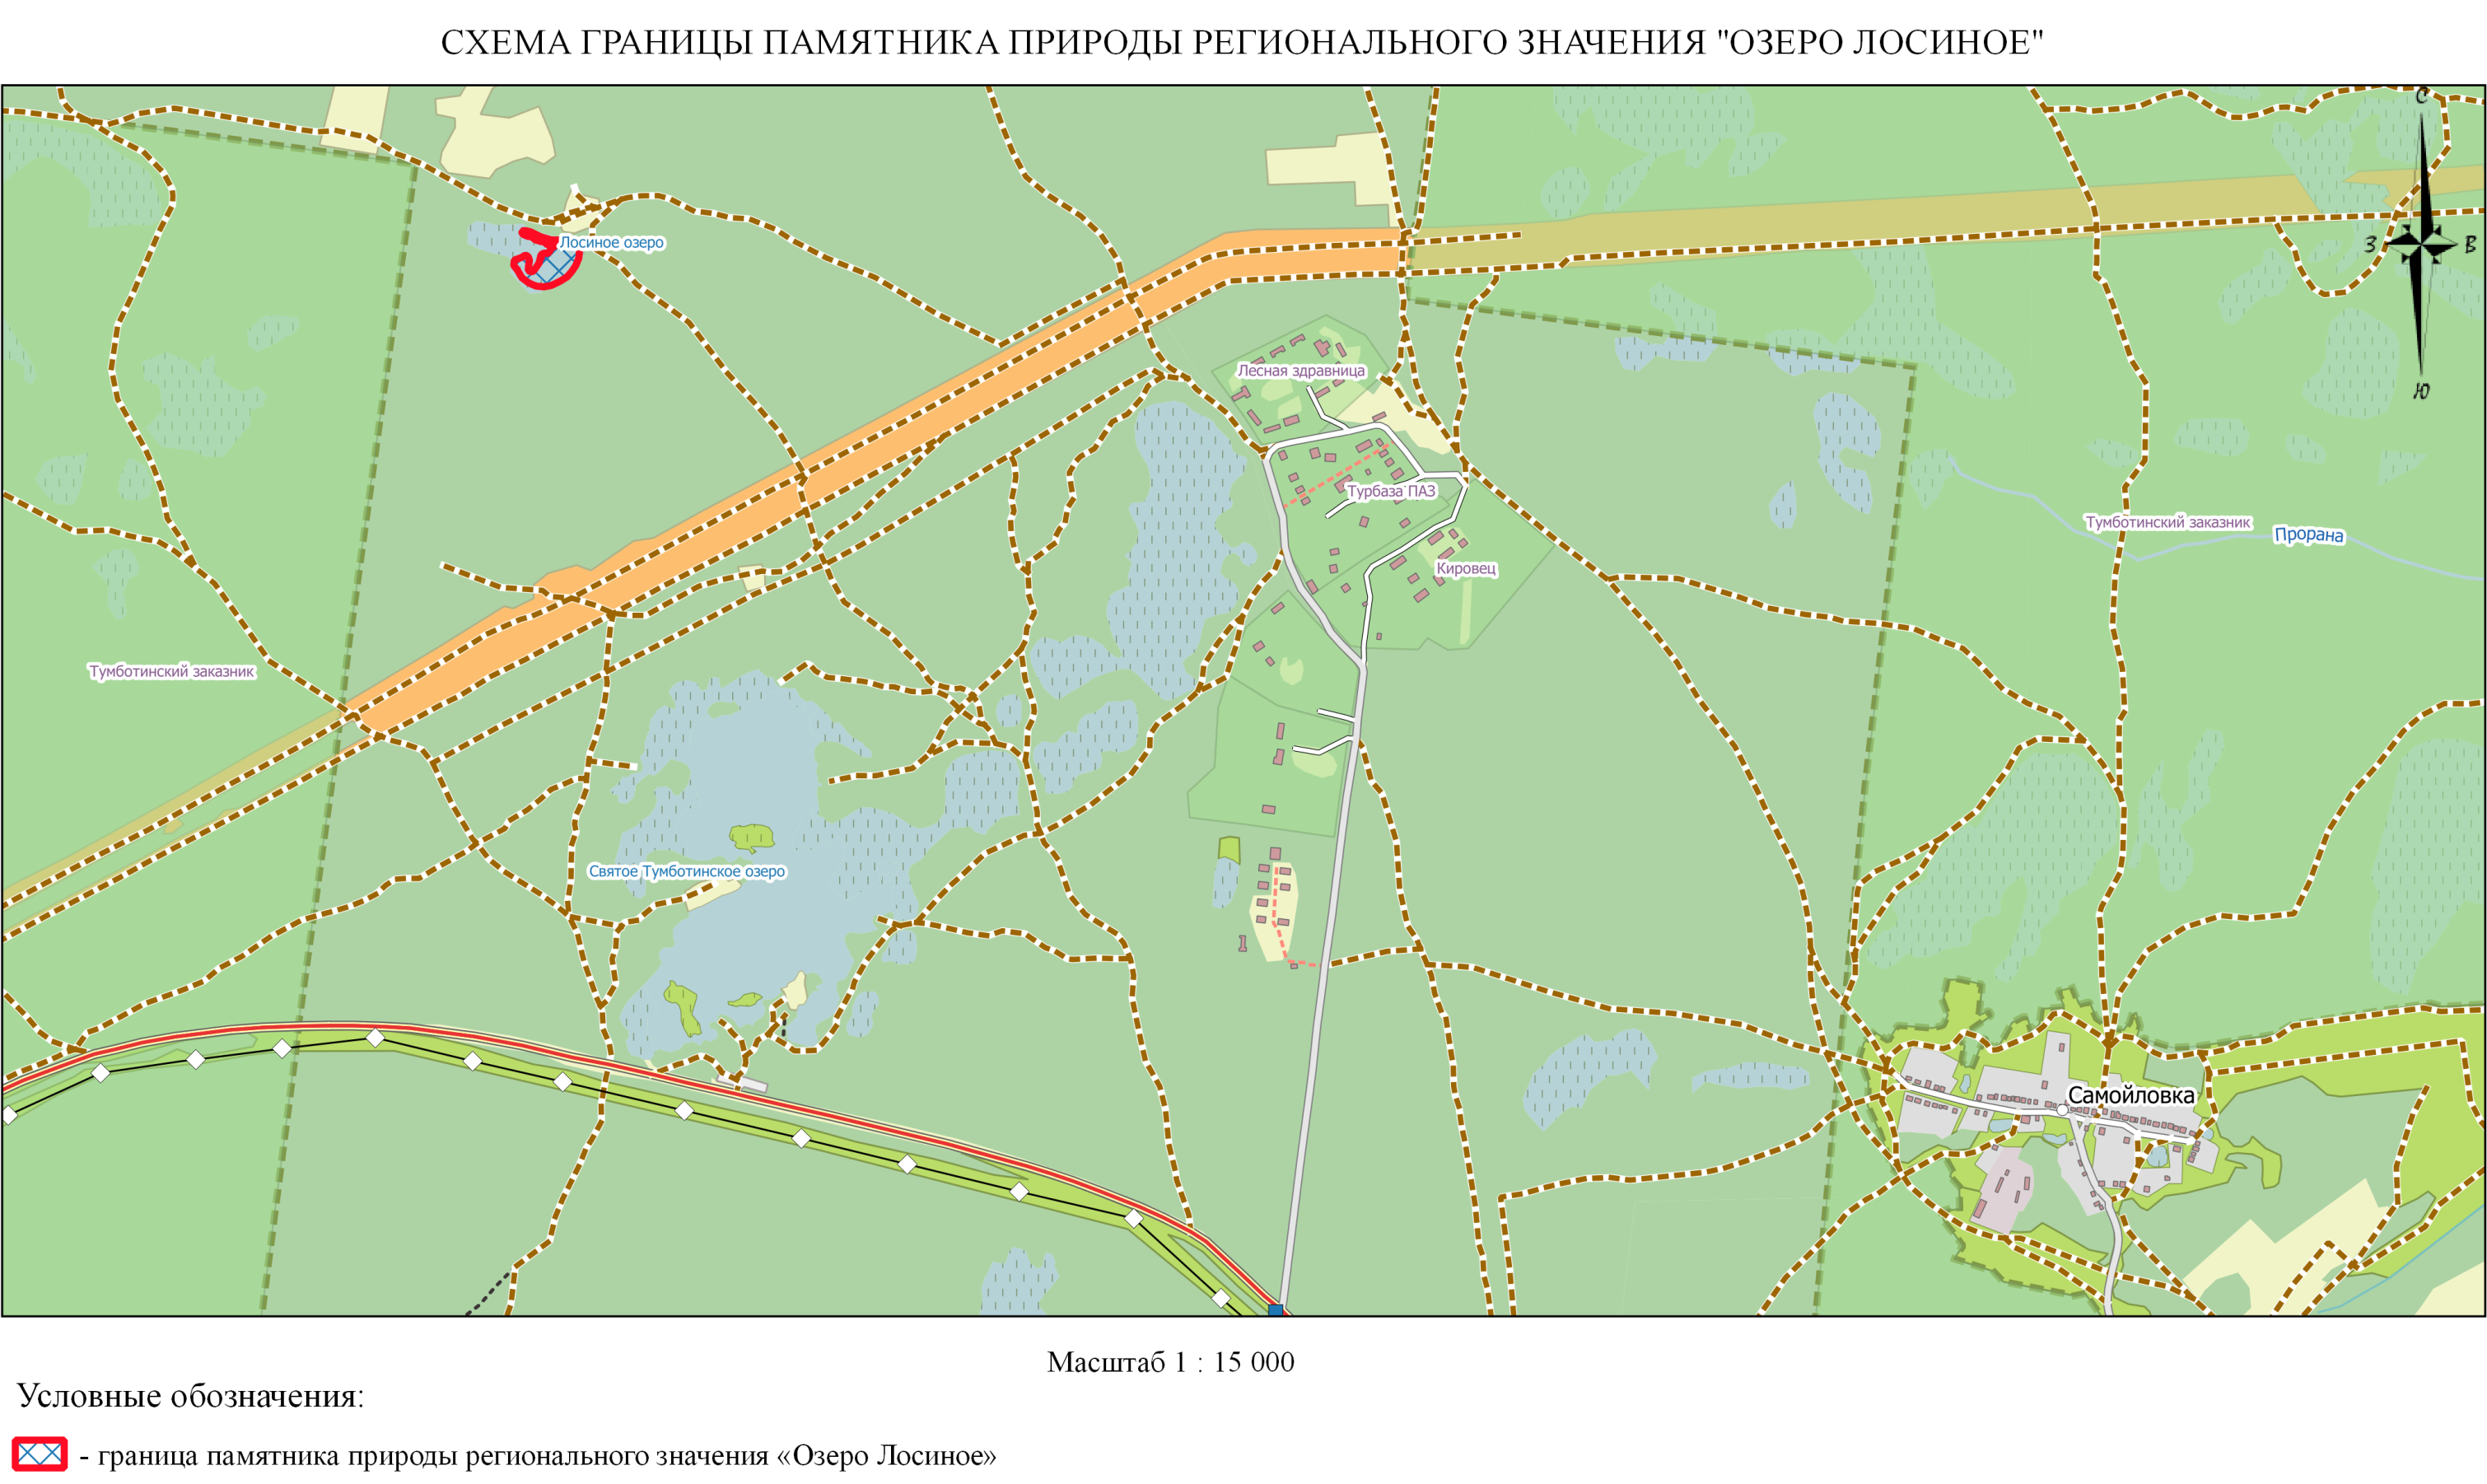 СХЕМА ГРАНИЦЫ ПАМЯТНИКА ПРИРОДЫ РЕГИОНАЛЬНОГО ЗНАЧЕНИЯ "ОЗЕРО ЛОСИНОЕ"
С
З
В
Ю
Лосиное озеро
Лесная здравница
Турбаза ПАЗ
Тумботинский заказник
Прорана
Кировец
Тумботинский заказник
Святое Тумботинское озеро
Самойловка
Масштаб 1 : 15 000
Условные обозначения:
- граница памятника природы регионального значения «Озеро Лосиное»